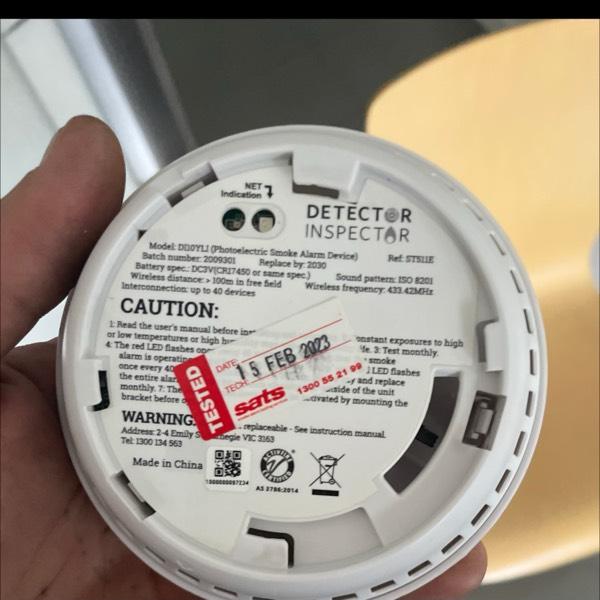 NET
Indication
DETECTOR
INSPECTOR
Model: DI10YLI (Photoelectric Smoke Alarm Device) Ref: ST511E
Batch number: 2009301 Replace by: 2030
Battery spec.: DC3V(CR17450 or same spec.) Sound pattern: ISO 8201
Wireless distance: > 100m in free field Wireless frequency: 433.42MHz
Interconnection: up to 40 devices
CAUTION:
1: Read the user's manual before constant exposures to high
or low temperatures or high 3: Test monthly.
4: The red LED flashes smoke
alarm is LED flashes
once every 40 and replace
the entire of the unit
monthly. 7: by mounting the
bracket before
TESTED
DATE: 15 FEB 2023
TECH:
sats 1300 55 21 99
WARNING: replaceable - See instruction manual.
Address: 2-4 Emily VIC 3163
Tel: 1300 134 563
Made in China
ACTIVFIRE
CERTIFIED
AS 3786:2014